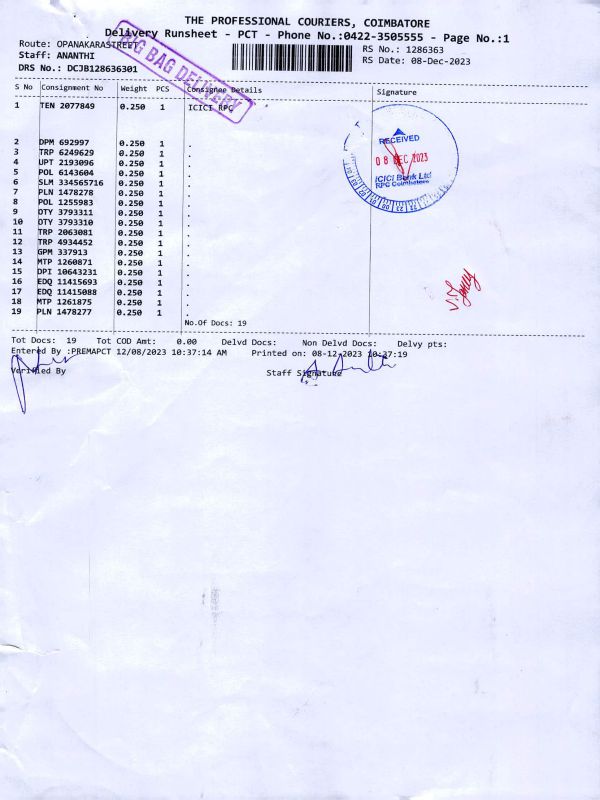 THE PROFESSIONAL COURIERS, COIMBATORE
Delivery Runsheet - PCT - Phone No.:0422-3505555 - Page No.:1
Route: OPANAKARASTREET
RS No.: 1286363
Staff: ANANTHI
RS Date: 08-Dec-2023
DRS No.: DCJB128636301
BIG BAG DELIVERY
S No Consignment No Weight PCS Consignee Details Signature
1 TEN 2077849 0.250 1 ICICI RPC
2 DPM 692997 0.250 1 .
3 TRP 6249629 0.250 1 .
4 UPT 2193096 0.250 1 .
5 POL 6143604 0.250 1 .
6 SLM 334565716 0.250 1 .
7 PLN 1478278 0.250 1 .
8 POL 1255983 0.250 1 .
9 DTY 3793311 0.250 1 .
10 DTY 3793310 0.250 1 .
11 TRP 2063081 0.250 1 .
12 TRP 4934452 0.250 1 .
13 GPM 337913 0.250 1 .
14 MTP 1260871 0.250 1 .
15 DPI 10643231 0.250 1 .
16 EDQ 11415693 0.250 1 .
17 EDQ 11415088 0.250 1 .
18 MTP 1261875 0.250 1 .
19 PLN 1478277 0.250 1 .
RECEIVED
08 DEC 2023
ICICI Bank Ltd
RPC Coimbatore
No.Of Docs: 19
Tot Docs: 19 Tot COD Amt: 0.00 Delvd Docs: Non Delvd Docs: Delvy pts:
Entered By :PREMAPCT 12/08/2023 10:37:14 AM Printed on: 08-12-2023 10:37:19
Verified By Staff Signature